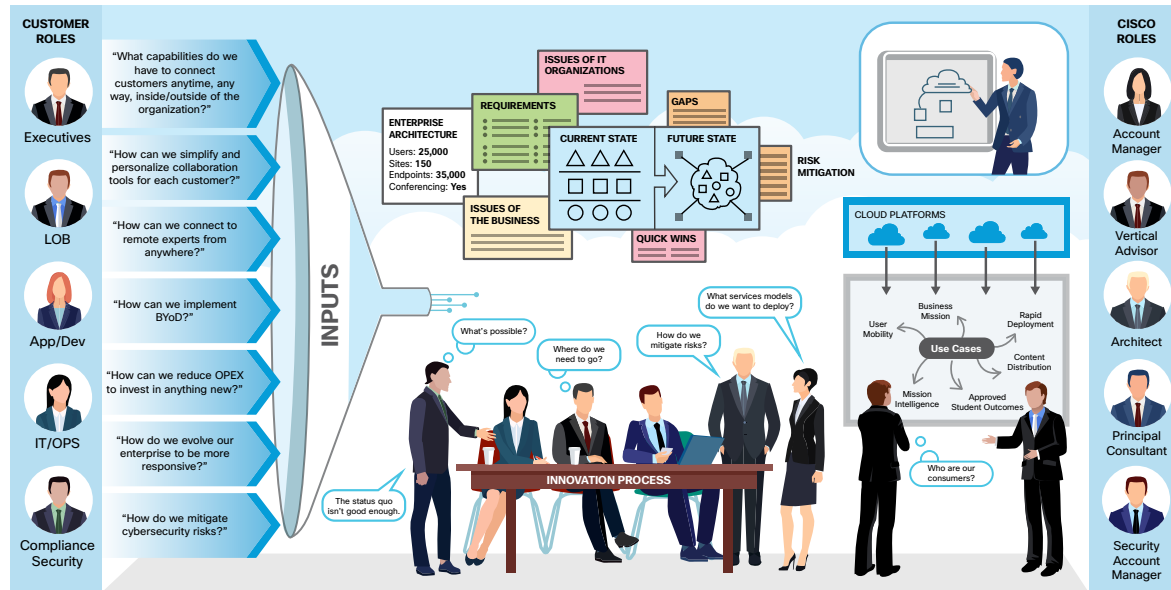 CUSTOMER
ROLES
Executives
LOB
App/Dev
IT/OPS
Compliance
Security
“What capabilities do we
have to connect
customers anytime, any
way, inside/outside of the
organization?”
“How can we simplify and
personalize collaboration
tools for each customer?”
“How can we connect to
remote experts from
anywhere?”
“How can we implement
BYoD?”
“How can we reduce OPEX
to invest in anything new?”
“How do we evolve our
enterprise to be more
responsive?”
“How do we mitigate
cybersecurity risks?”
INPUTS
ENTERPRISE
ARCHITECTURE
Users: 25,000
Sites: 150
Endpoints: 35,000
Conferencing: Yes
REQUIREMENTS
ISSUES OF IT
ORGANIZATIONS
GAPS
CURRENT STATE
FUTURE STATE
RISK
MITIGATION
ISSUES OF
THE BUSINESS
QUICK WINS
The status quo
isn’t good enough.
What’s possible?
Where do we
need to go?
How do we
mitigate risks?
What services models
do we want to deploy?
INNOVATION PROCESS
CLOUD PLATFORMS
Business
Mission
User
Mobility
Rapid
Deployment
Use Cases
Content
Distribution
Mission
Intelligence
Approved
Student Outcomes
Who are our
consumers?
CISCO
ROLES
Account
Manager
Vertical
Advisor
Architect
Principal
Consultant
Security
Account
Manager